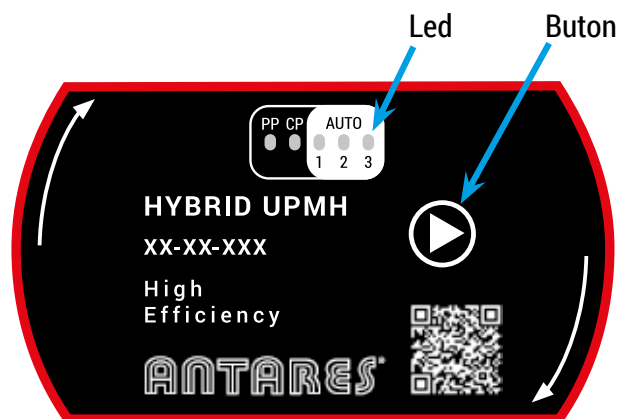 Led Buton
PP CP AUTO
1 2 3
HYBRID UPMH
XX-XX-XXX
High
Efficiency
ANTARES®